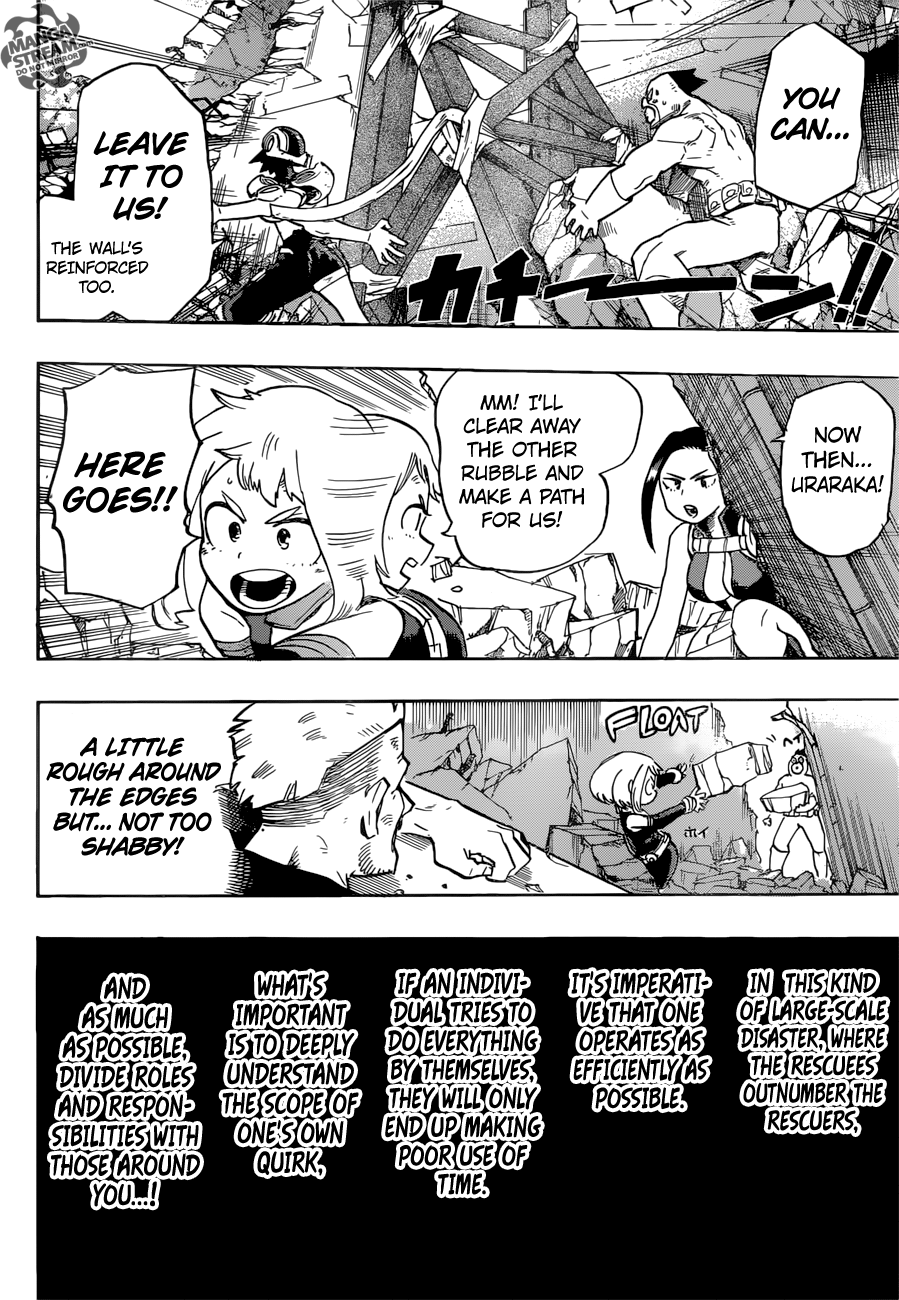 MANGA
STREAM.com
DO NOT MIRROR
YOU
CAN...
LEAVE
IT TO
US!
THE WALL'S
REINFORCED
TOO.
カチーーン!!
NOW
THEN...
URARAKA!
MM! I'LL
CLEAR AWAY
THE OTHER
RUBBLE AND
MAKE A PATH
FOR US!
HERE
GOES!!
FLOAT
ポイ
A LITTLE
ROUGH AROUND
THE EDGES
BUT... NOT TOO
SHABBY!
IN THIS KIND
OF LARGE-SCALE
DISASTER, WHERE
THE RESCUEES
OUTNUMBER THE
RESCUERS,
IT'S IMPERATI-
VE THAT ONE
OPERATES AS
EFFICIENTLY AS
POSSIBLE.
IF AN INDIVI-
DUAL TRIES TO
DO EVERYTHING
BY THEMSELVES,
THEY WILL ONLY
END UP MAKING
POOR USE OF
TIME.
WHAT'S
IMPORTANT
IS TO DEEPLY
UNDERSTAND
THE SCOPE OF
ONE'S OWN
QUIRK,
AND
AS MUCH
AS POSSIBLE,
DIVIDE ROLES
AND RESPON-
SIBILITIES WITH
THOSE AROUND
YOU...!